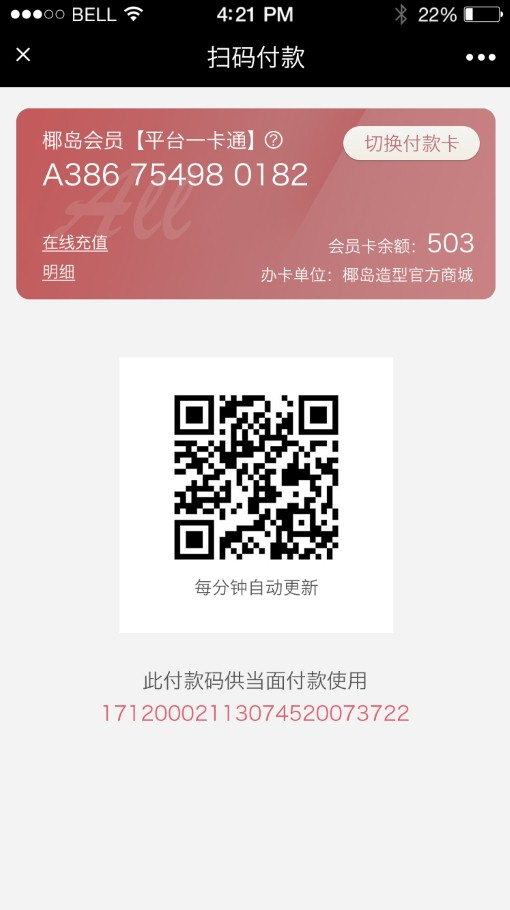 BELL 4:21 PM 22%
扫码付款
椰岛会员【平台一卡通】?
切换付款卡
A386 75498 0182
All
在线充值
会员卡余额：503
明细
办卡单位：椰岛造型官方商城
每分钟自动更新
此付款码供当面付款使用
17120002113074520073722